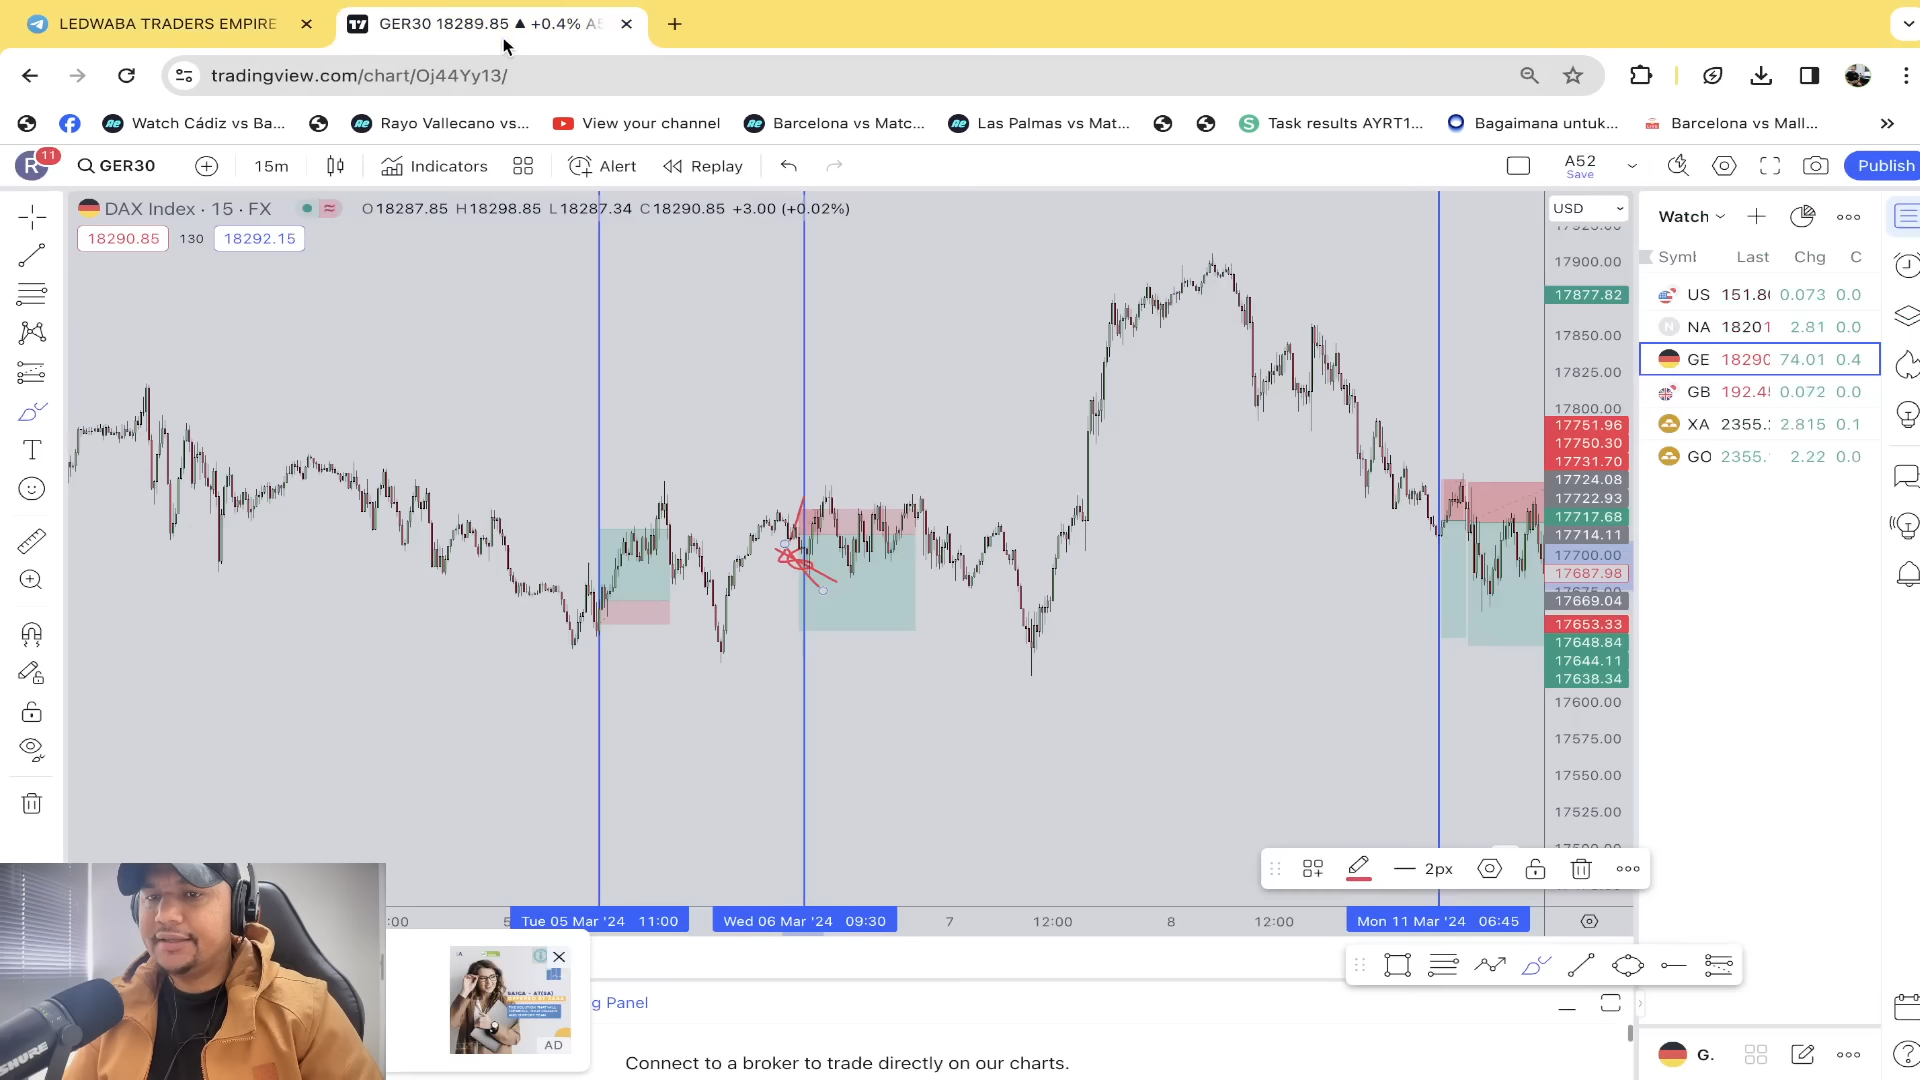 LEDWABA TRADERS EMPIRE
GER30 18289.85 ▲ +0.4% A5
tradingview.com/chart/Oj44Yy13/
Watch Cádiz vs Ba...
Rayo Vallecano vs...
View your channel
Barcelona vs Matc...
Las Palmas vs Mat...
Task results AYRT1...
Bagaimana untuk...
Barcelona vs Mall...
R 11
GER30
15m
Indicators
Alert
Replay
A52
Save
Publish
DAX Index · 15 · FX
O18287.85 H18298.85 L18287.34 C18290.85 +3.00 (+0.02%)
18290.85 130 18292.15
USD
Watch
Last Chg C
US 151.8 0.073 0.0
NA 18201 2.81 0.0
GE 18290 74.01 0.4
GB 192.4 0.072 0.0
XA 2355. 2.815 0.1
GO 2355. 2.22 0.0
17900.00
17877.82
17850.00
17825.00
17800.00
17751.96
17750.30
17731.70
17724.08
17722.93
17717.68
17714.11
17700.00
17687.98
17669.04
17653.33
17648.84
17644.11
17638.34
17600.00
17575.00
17550.00
17525.00
2px
:00
Tue 05 Mar '24 11:00
Wed 06 Mar '24 09:30
7
12:00
8
12:00
Mon 11 Mar '24 06:45
AD
g Panel
Connect to a broker to trade directly on our charts.
G.
SHURE